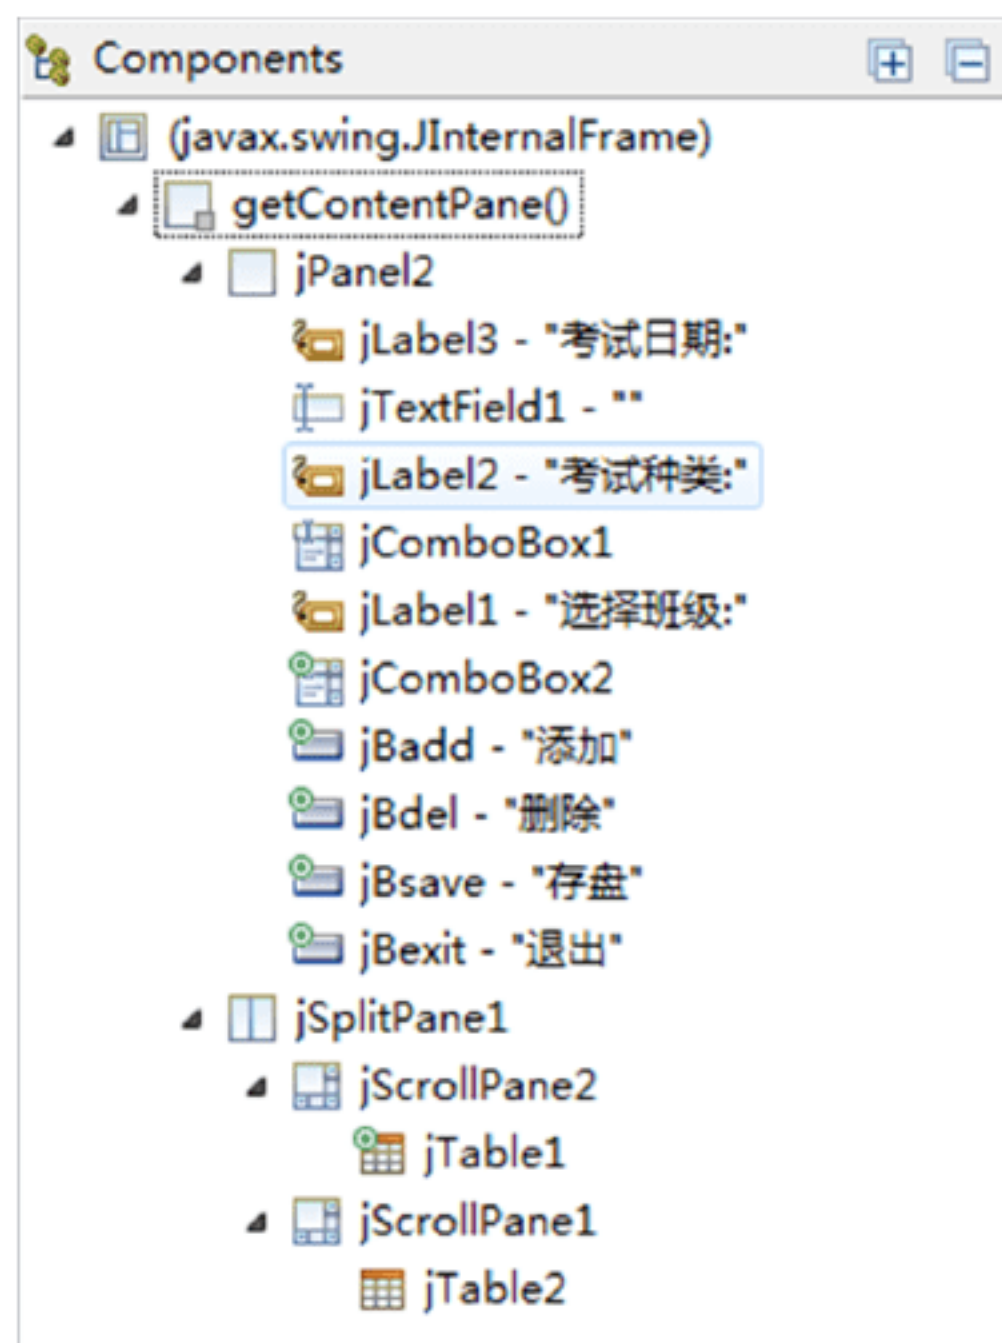 Components
(javax.swing.JInternalFrame)
getContentPane()
jPanel2
jLabel3 - "考试日期:"
jTextField1 - ""
jLabel2 - "考试种类:"
jComboBox1
jLabel1 - "选择班级:"
jComboBox2
jBadd - "添加"
jBdel - "删除"
jBsave - "存盘"
jBexit - "退出"
jSplitPane1
jScrollPane2
jTable1
jScrollPane1
jTable2